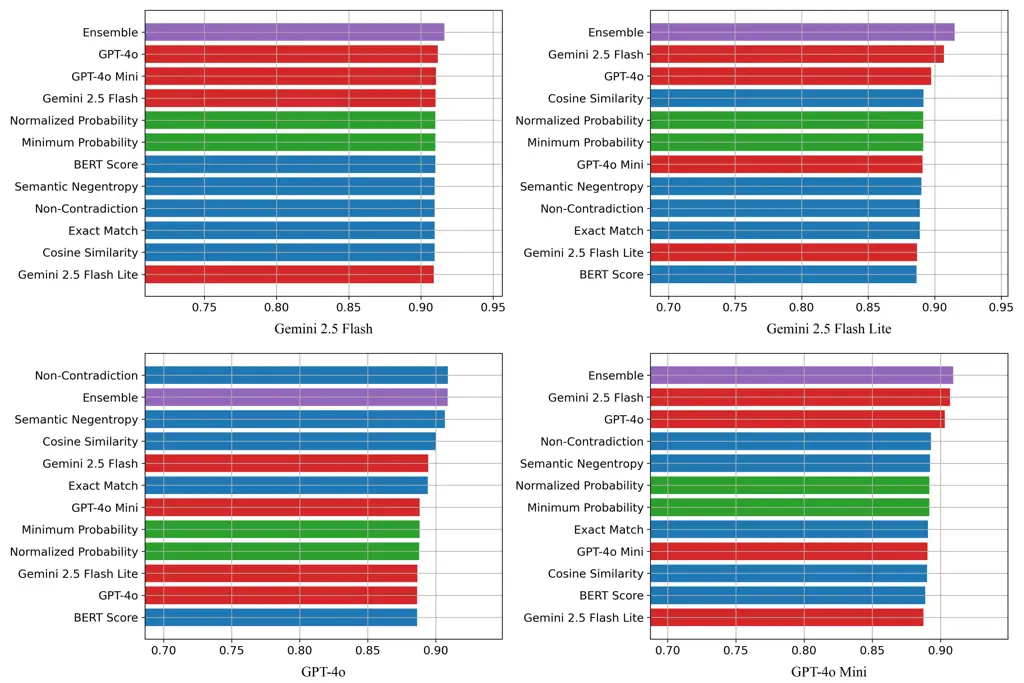 Ensemble
GPT-4o
GPT-4o Mini
Gemini 2.5 Flash
Normalized Probability
Minimum Probability
BERT Score
Semantic Negentropy
Non-Contradiction
Exact Match
Cosine Similarity
Gemini 2.5 Flash Lite
0.75 0.80 0.85 0.90 0.95
Gemini 2.5 Flash
Ensemble
Gemini 2.5 Flash
GPT-4o
Cosine Similarity
Normalized Probability
Minimum Probability
GPT-4o Mini
Semantic Negentropy
Non-Contradiction
Exact Match
Gemini 2.5 Flash Lite
BERT Score
0.70 0.75 0.80 0.85 0.90 0.95
Gemini 2.5 Flash Lite
Non-Contradiction
Ensemble
Semantic Negentropy
Cosine Similarity
Gemini 2.5 Flash
Exact Match
GPT-4o Mini
Minimum Probability
Normalized Probability
Gemini 2.5 Flash Lite
GPT-4o
BERT Score
0.70 0.75 0.80 0.85 0.90
GPT-4o
Ensemble
Gemini 2.5 Flash
GPT-4o
Non-Contradiction
Semantic Negentropy
Normalized Probability
Minimum Probability
Exact Match
GPT-4o Mini
Cosine Similarity
BERT Score
Gemini 2.5 Flash Lite
0.70 0.75 0.80 0.85 0.90
GPT-4o Mini